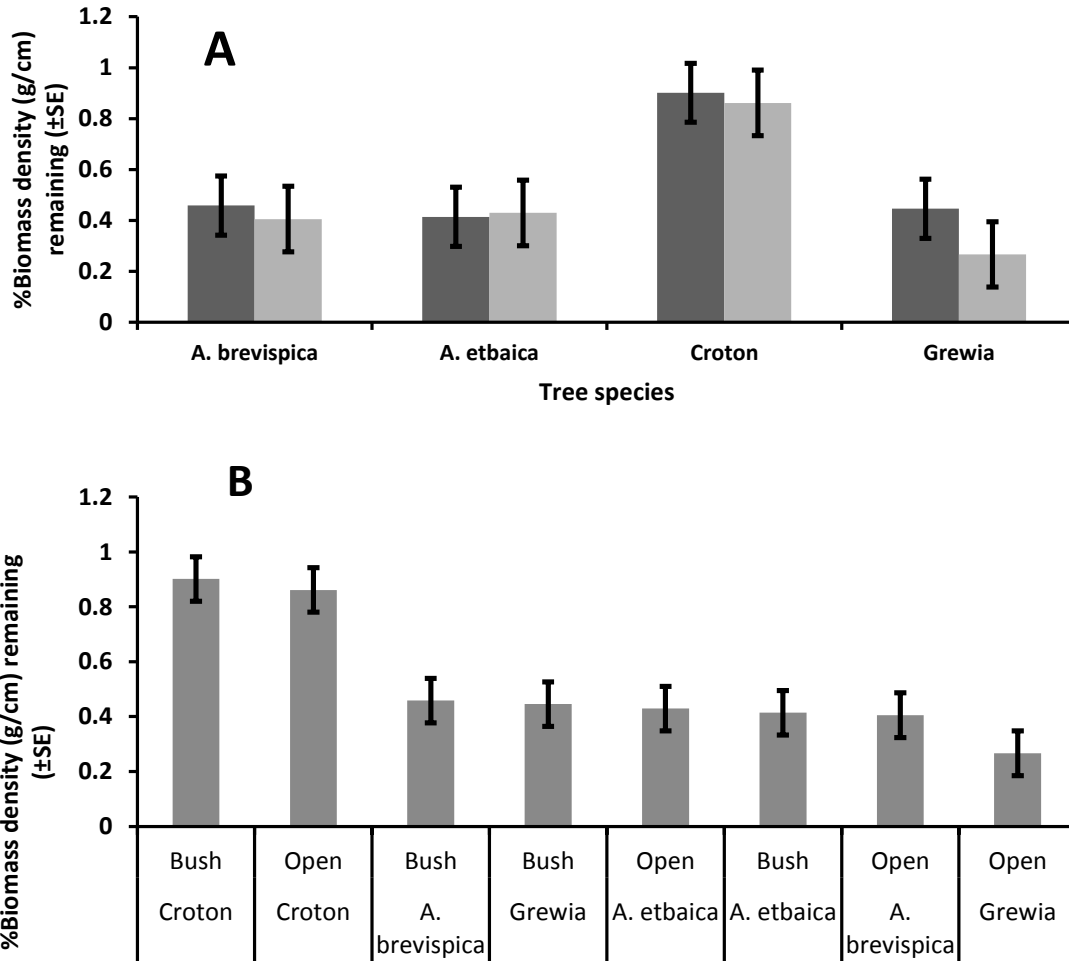 A
%Biomass density (g/cm)
remaining (±SE)
1.2
1
0.8
0.6
0.4
0.2
0
A. brevispica
A. etbaica
Croton
Grewia
Tree species
B
%Biomass density (g/cm) remaining
(±SE)
1.2
1
0.8
0.6
0.4
0.2
0
Bush
Open
Bush
Bush
Open
Bush
Open
Open
Croton
Croton
A.
brevispica
Grewia
A. etbaica
A. etbaica
A.
brevispica
Grewia